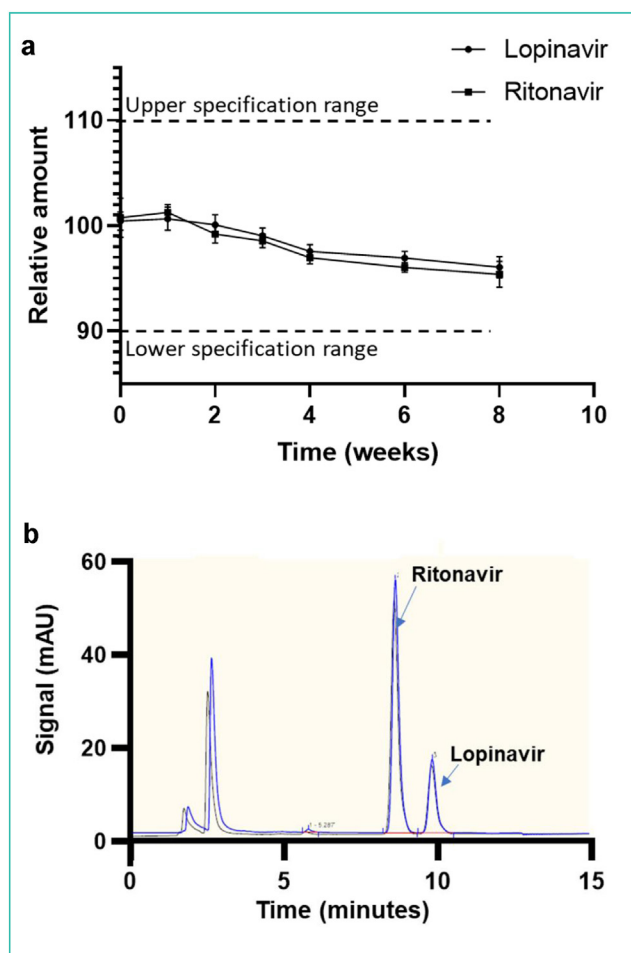 a
Lopinavir
Ritonavir
Upper specification range
110
100
90
Relative amount
Lower specification range
0 2 4 6 8 10
Time (weeks)
b
60
40
20
0
Signal (mAU)
Ritonavir
Lopinavir
0 5 10 15
Time (minutes)